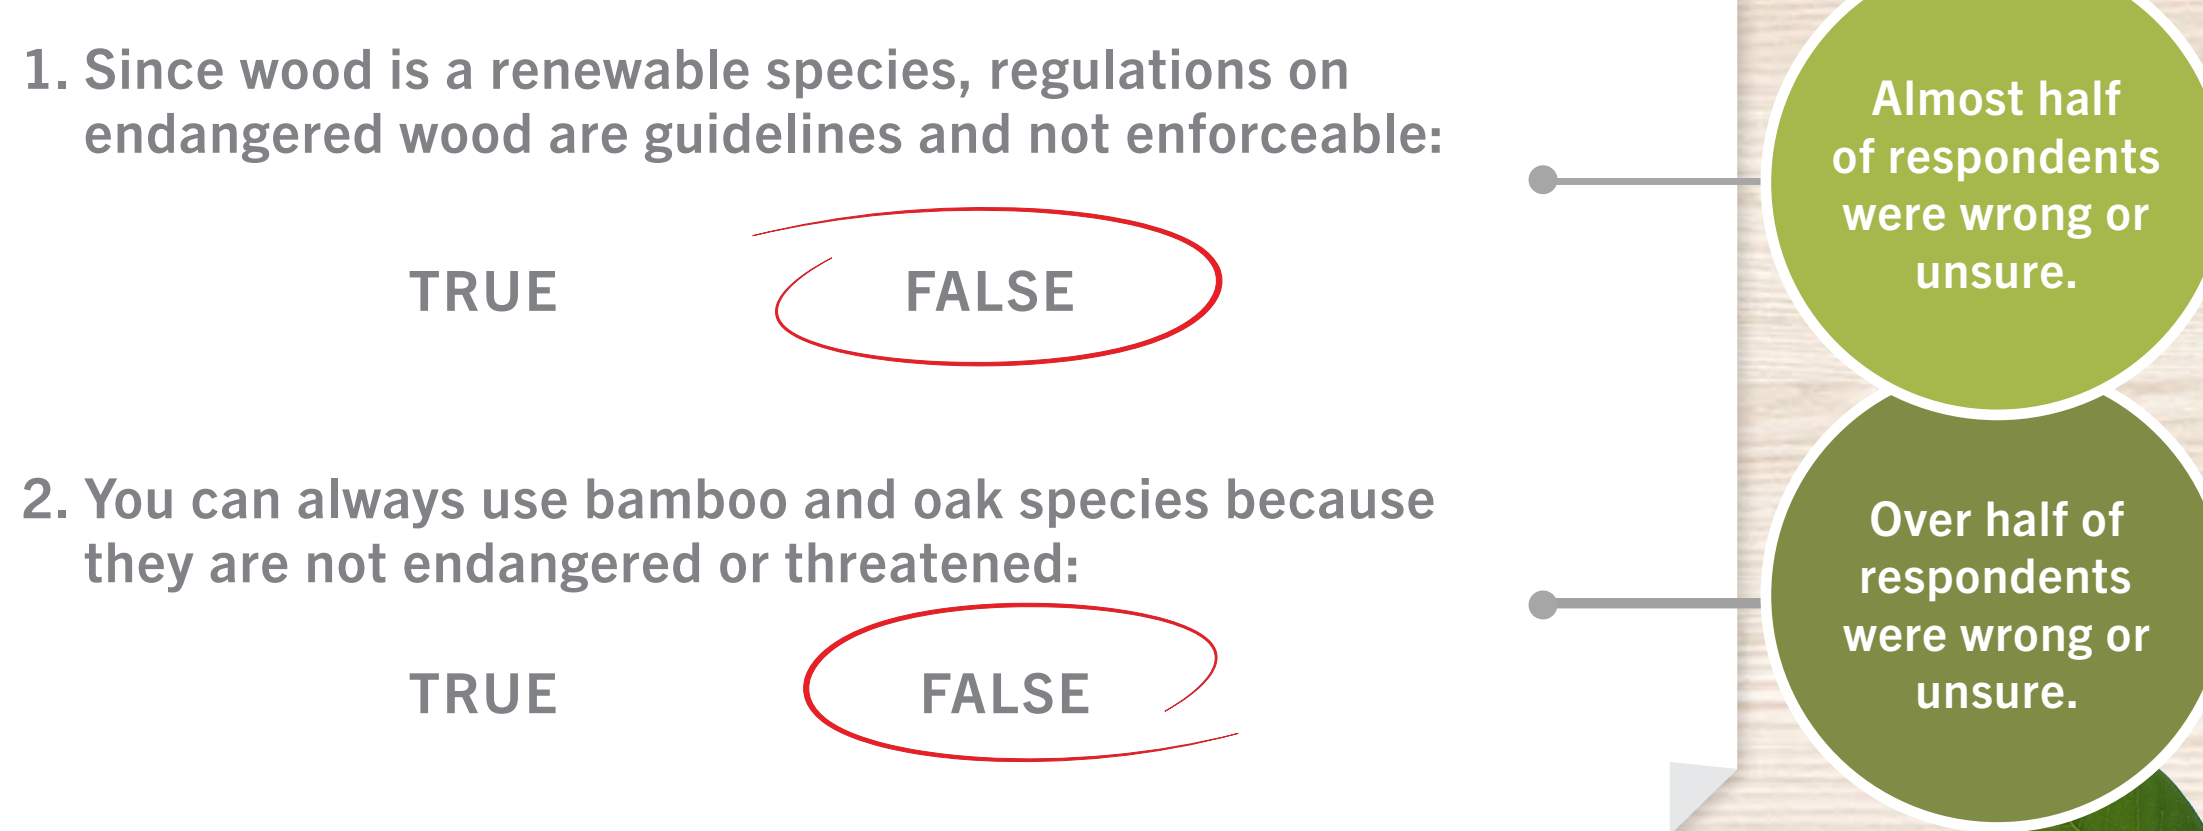 1. Since wood is a renewable species, regulations on
endangered wood are guidelines and not enforceable:
TRUE FALSE
Almost half
of respondents
were wrong or
unsure.
2. You can always use bamboo and oak species because
they are not endangered or threatened:
TRUE FALSE
Over half of
respondents
were wrong or
unsure.